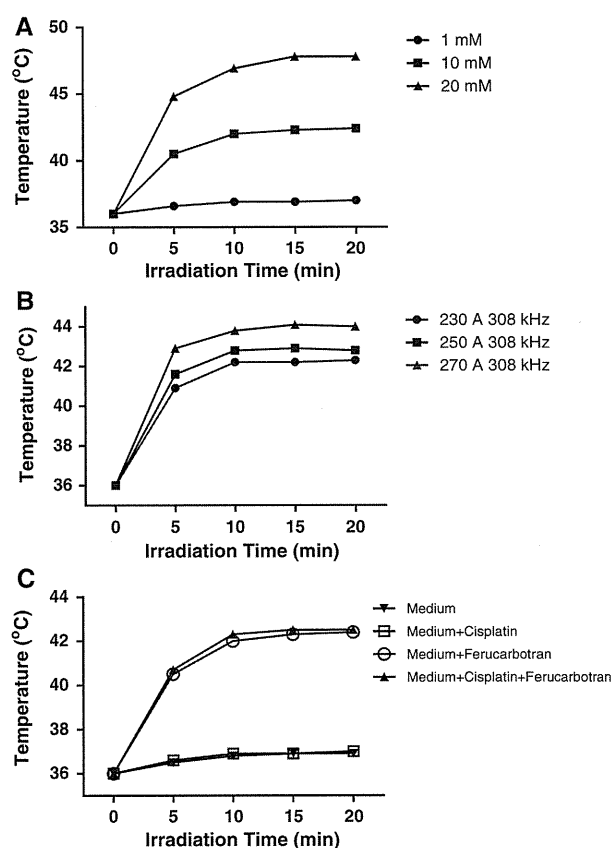 A
50
45
40
35
Temperature (°C)
0 5 10 15 20
Irradiation Time (min)
1 mM
10 mM
20 mM
B
44
42
40
38
36
Temperature (°C)
0 5 10 15 20
Irradiation Time (min)
230 A 308 kHz
250 A 308 kHz
270 A 308 kHz
C
44
42
40
38
36
Temperature (°C)
0 5 10 15 20
Irradiation Time (min)
Medium
Medium+Cisplatin
Medium+Ferucarbotran
Medium+Cisplatin+Ferucarbotran